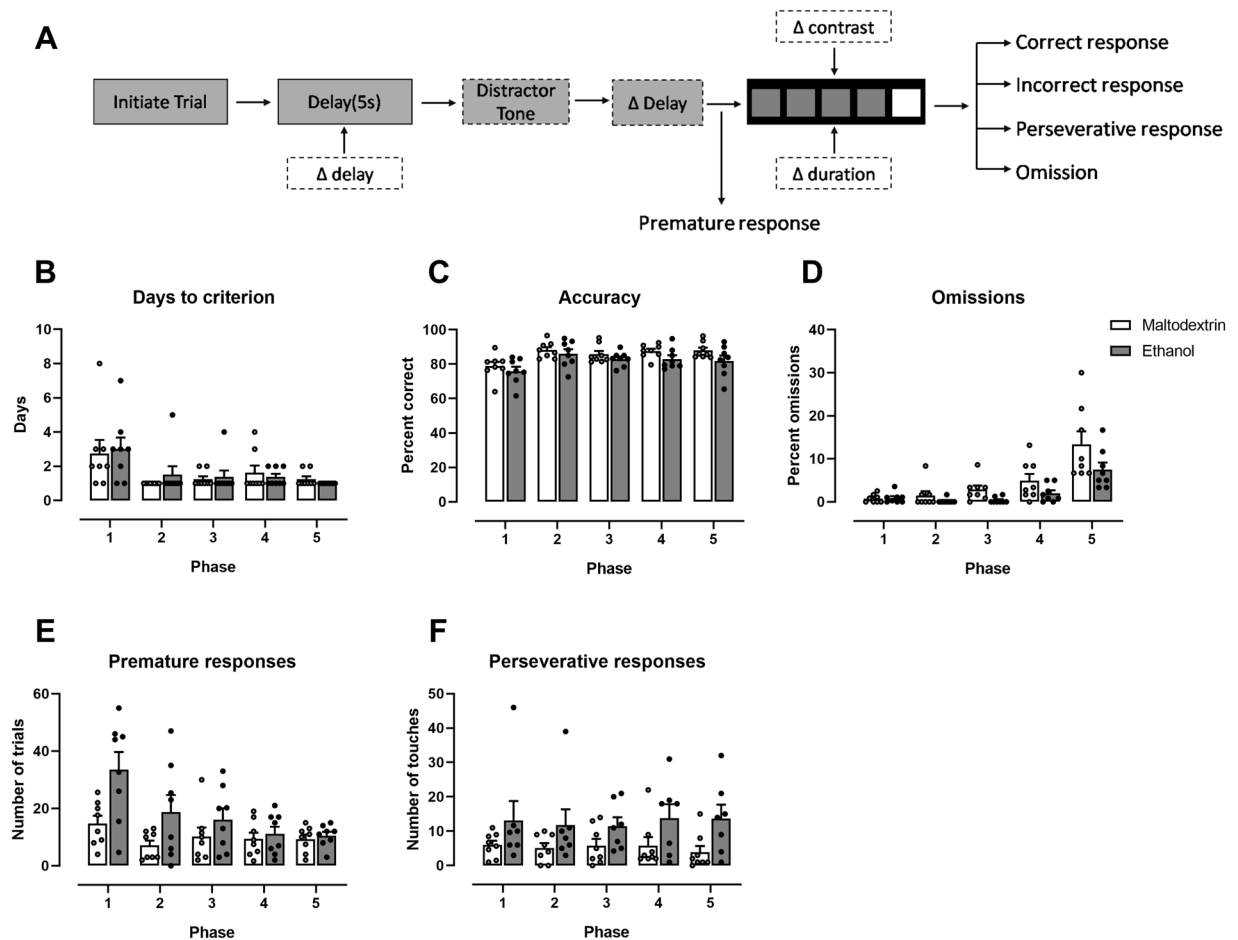 A
Δ contrast
Initiate Trial
Delay(5s)
Distractor
Tone
Δ Delay
Δ delay
Δ duration
Correct response
Incorrect response
Perseverative response
Omission
Premature response
B
Days to criterion
Days
10
8
6
4
2
0
1 2 3 4 5
Phase
C
Accuracy
Percent correct
100
80
60
40
20
0
1 2 3 4 5
Phase
D
Omissions
Percent omissions
40
30
20
10
0
1 2 3 4 5
Phase
Maltodextrin
Ethanol
E
Premature responses
Number of trials
60
40
20
0
1 2 3 4 5
Phase
F
Perseverative responses
Number of touches
50
40
30
20
10
0
1 2 3 4 5
Phase